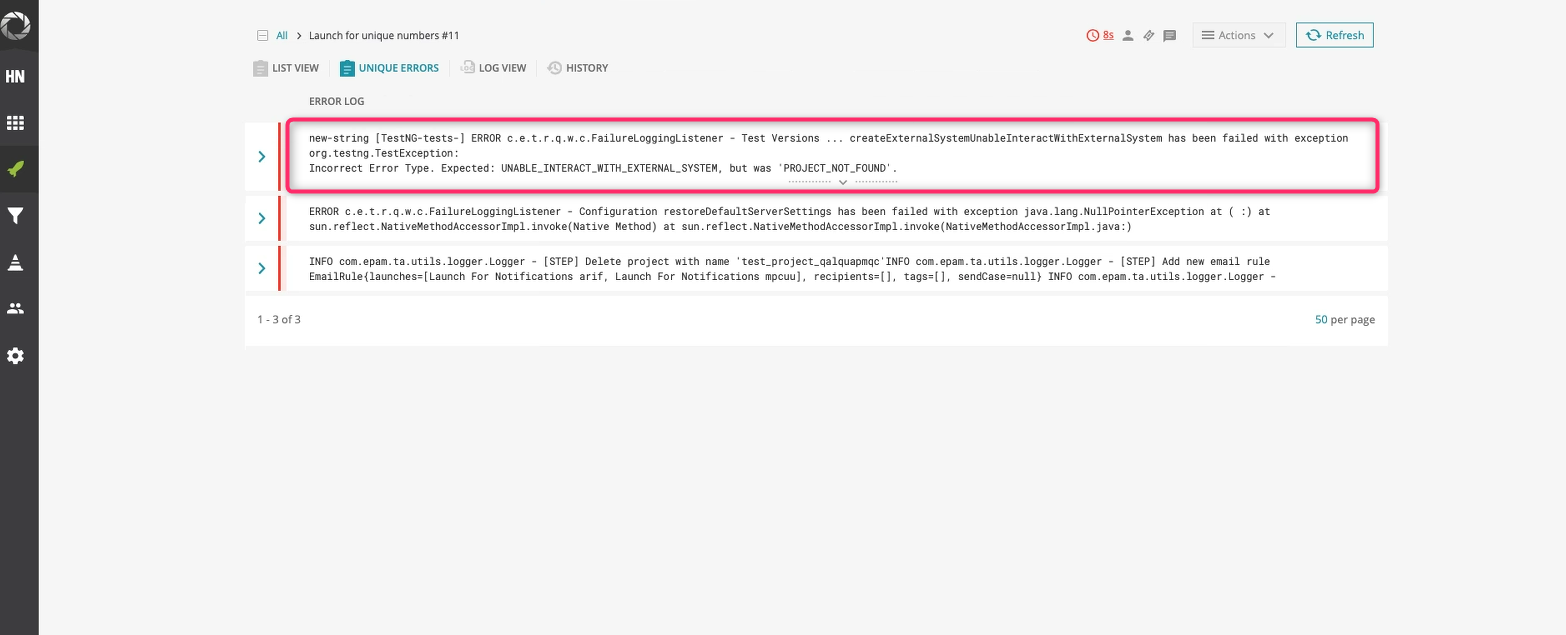 All > Launch for unique numbers #11
8s
Actions
Refresh
HN
LIST VIEW
UNIQUE ERRORS
LOG VIEW
HISTORY
ERROR LOG
new-string [TestNG-tests-] ERROR c.e.t.r.q.w.c.FailureLoggingListener - Test Versions ... createExternalSystemUnableInteractWithExternalSystem has been failed with exception
org.testng.TestException:
Incorrect Error Type. Expected: UNABLE_INTERACT_WITH_EXTERNAL_SYSTEM, but was 'PROJECT_NOT_FOUND'.
ERROR c.e.t.r.q.w.c.FailureLoggingListener - Configuration restoreDefaultServerSettings has been failed with exception java.lang.NullPointerException at ( :) at
sun.reflect.NativeMethodAccessorImpl.invoke(Native Method) at sun.reflect.NativeMethodAccessorImpl.invoke(NativeMethodAccessorImpl.java:)
INFO com.epam.ta.utils.logger.Logger - [STEP] Delete project with name 'test_project_qalquapmqc'INFO com.epam.ta.utils.logger.Logger - [STEP] Add new email rule
EmailRule{launches=[Launch For Notifications arif, Launch For Notifications mpcuu], recipients=[], tags=[], sendCase=null} INFO com.epam.ta.utils.logger.Logger -
1 - 3 of 3
50 per page